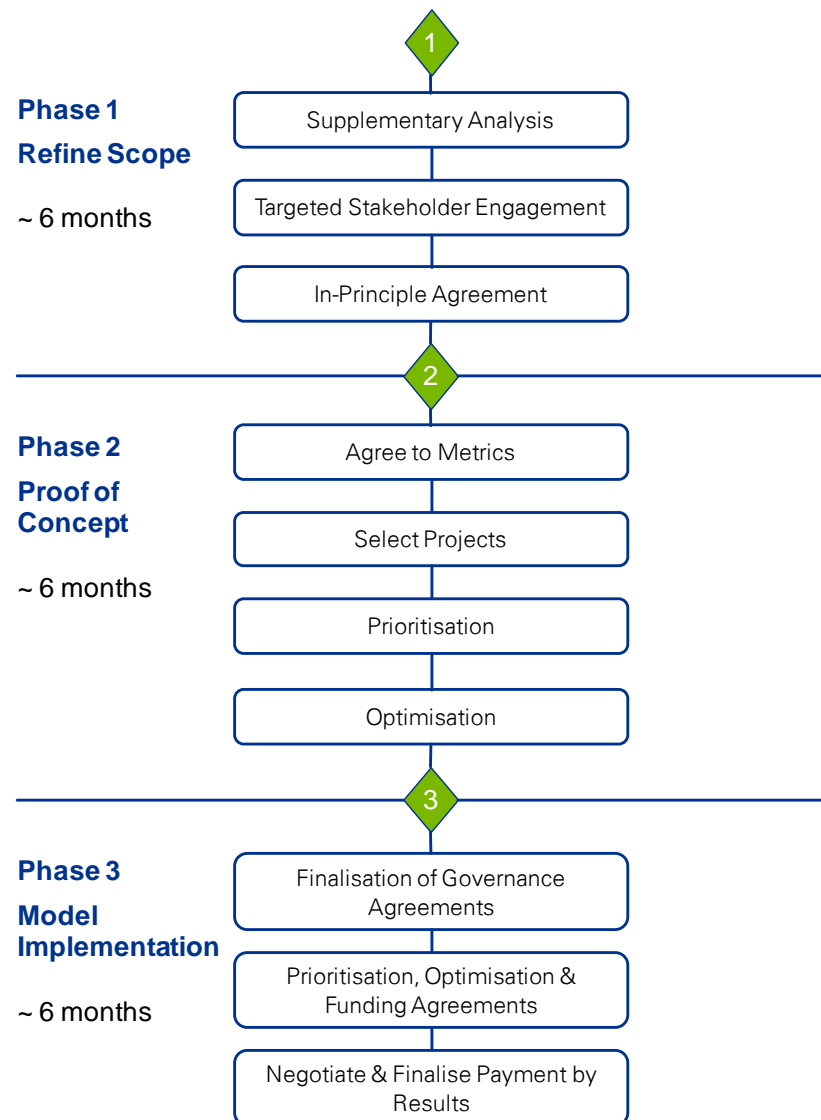 1
Phase 1
Refine Scope
~ 6 months
Supplementary Analysis
Targeted Stakeholder Engagement
In-Principle Agreement
2
Phase 2
Proof of
Concept
~ 6 months
Agree to Metrics
Select Projects
Prioritisation
Optimisation
3
Phase 3
Model
Implementation
~ 6 months
Finalisation of Governance
Agreements
Prioritisation, Optimisation &
Funding Agreements
Negotiate & Finalise Payment by
Results